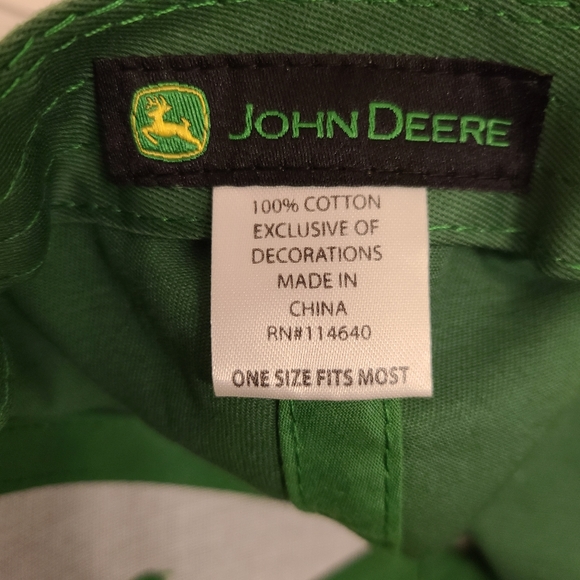 JOHN DEERE
100% COTTON
EXCLUSIVE OF
DECORATIONS
MADE IN
CHINA
RN#114640
ONE SIZE FITS MOST